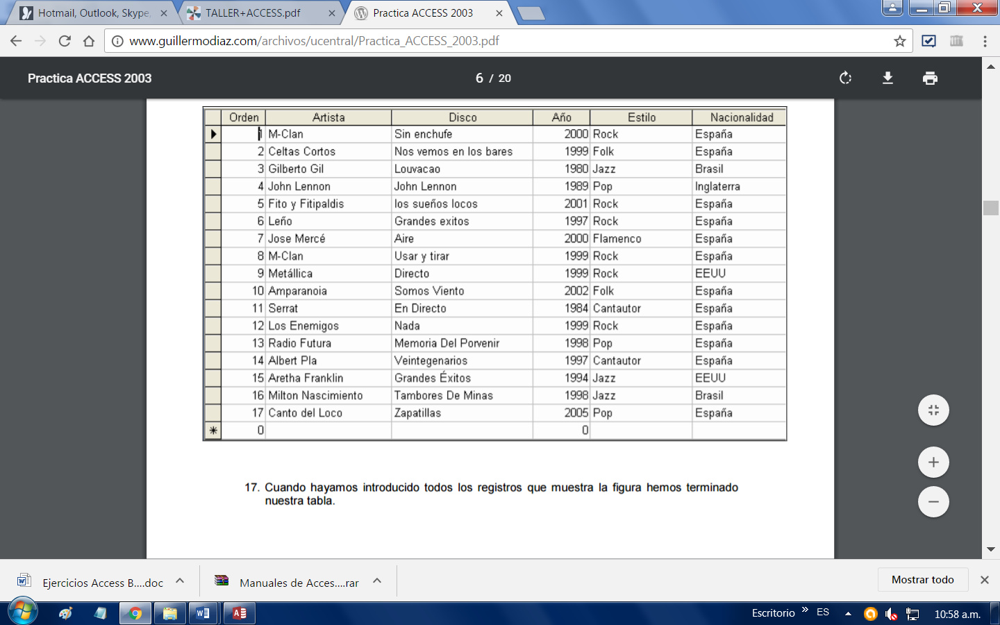 Hotmail, Outlook, Skype,
TALLER+ACCESS.pdf
Practica ACCESS 2003
www.guillermodiaz.com/archivos/ucentral/Practica_ACCESS_2003.pdf
Practica ACCESS 2003 6 / 20
Orden Artista Disco Año Estilo Nacionalidad
1 M-Clan Sin enchufe 2000 Rock España
2 Celtas Cortos Nos vemos en los bares 1999 Folk España
3 Gilberto Gil Louvacao 1980 Jazz Brasil
4 John Lennon John Lennon 1989 Pop Inglaterra
5 Fito y Fitipaldis los sueños locos 2001 Rock España
6 Leño Grandes exitos 1997 Rock España
7 Jose Mercé Aire 2000 Flamenco España
8 M-Clan Usar y tirar 1999 Rock España
9 Metállica Directo 1999 Rock EEUU
10 Amparanoia Somos Viento 2002 Folk España
11 Serrat En Directo 1984 Cantautor España
12 Los Enemigos Nada 1999 Rock España
13 Radio Futura Memoria Del Porvenir 1998 Pop España
14 Albert Pla Veintegenarios 1997 Cantautor España
15 Aretha Franklin Grandes Éxitos 1994 Jazz EEUU
16 Milton Nascimiento Tambores De Minas 1998 Jazz Brasil
17 Canto del Loco Zapatillas 2005 Pop España
0 0
17. Cuando hayamos introducido todos los registros que muestra la figura hemos terminado
nuestra tabla.
Ejercicios Access B....doc
Manuales de Acces....rar
Mostrar todo
Escritorio » ES 10:58 a.m.